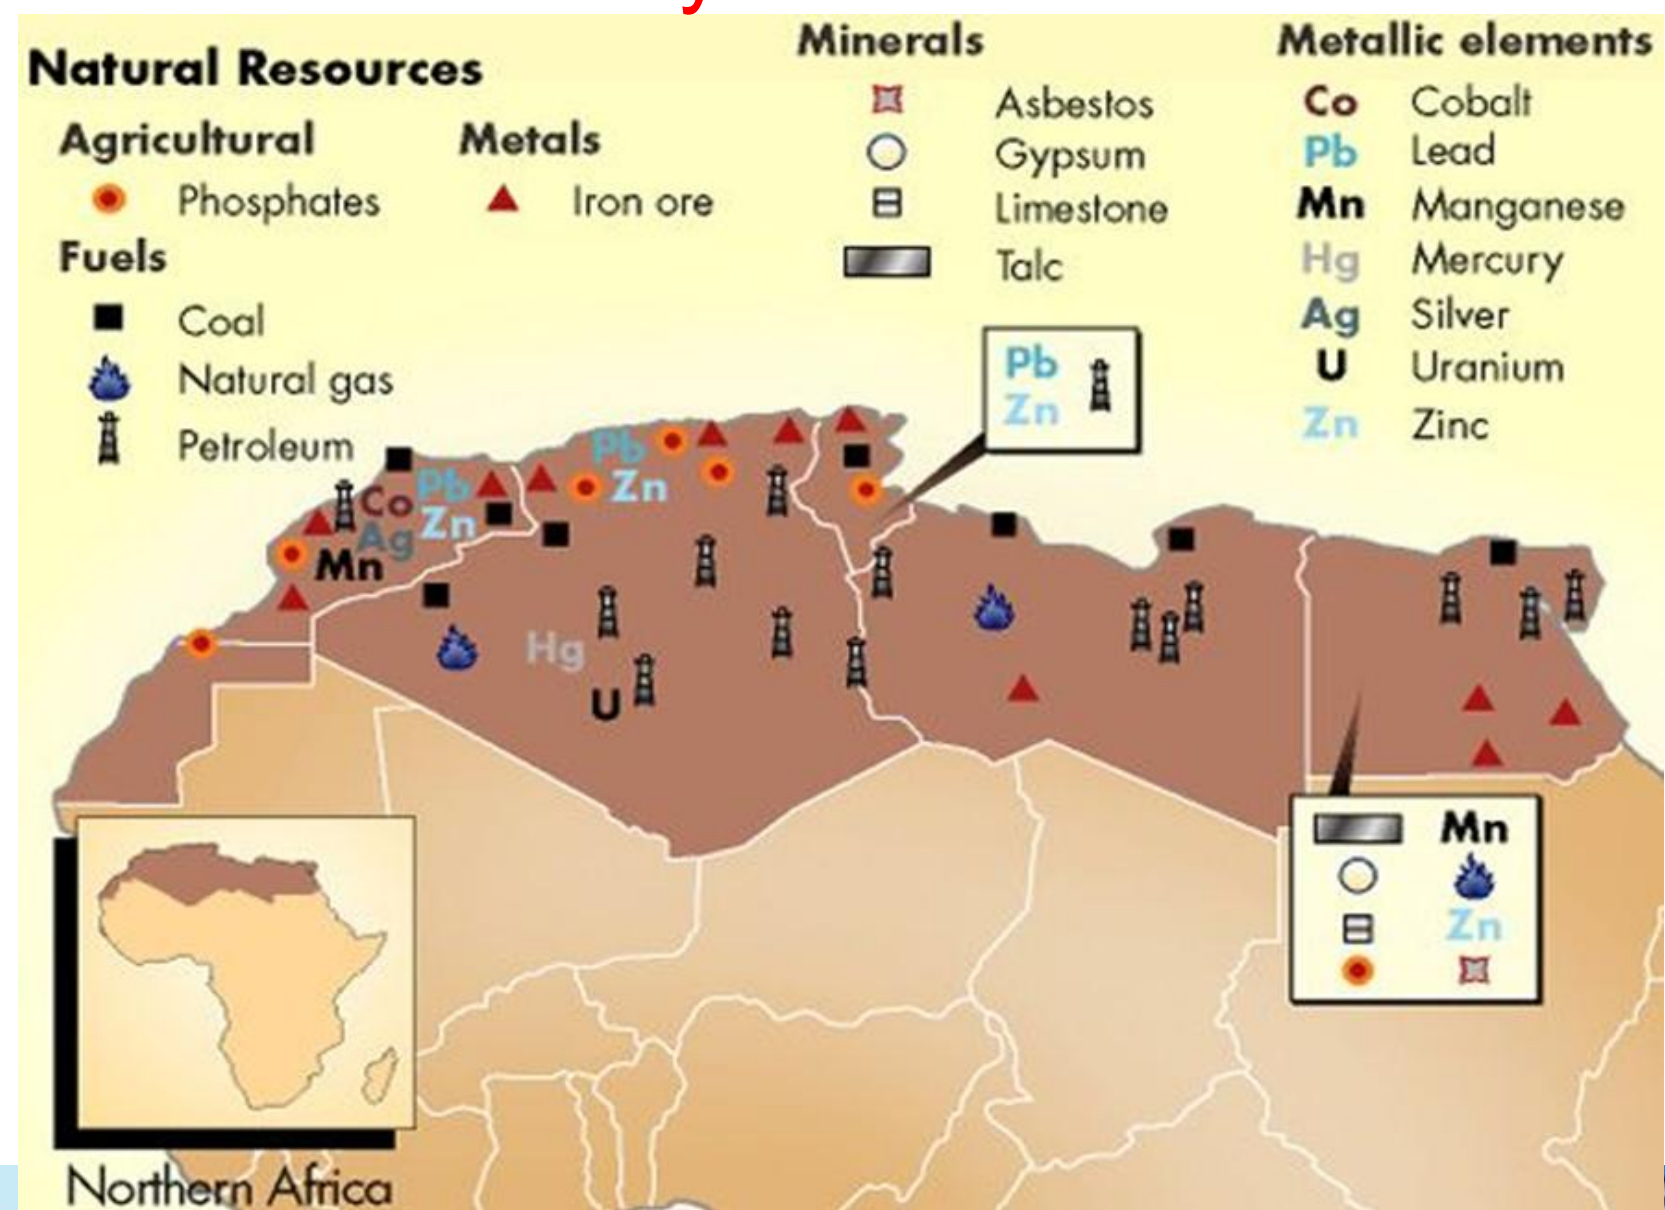 Natural Resources
Agricultural
Phosphates
Fuels
Coal
Natural gas
Petroleum
Metals
Iron ore
Minerals
Asbestos
Gypsum
Limestone
Talc
Metallic elements
Co Cobalt
Pb Lead
Mn Manganese
Hg Mercury
Ag Silver
U Uranium
Zn Zinc
Pb
Zn
Pb
Zn
Co Pb
Ag Zn
Mn
Hg
U
Mn
Zn
Northern Africa